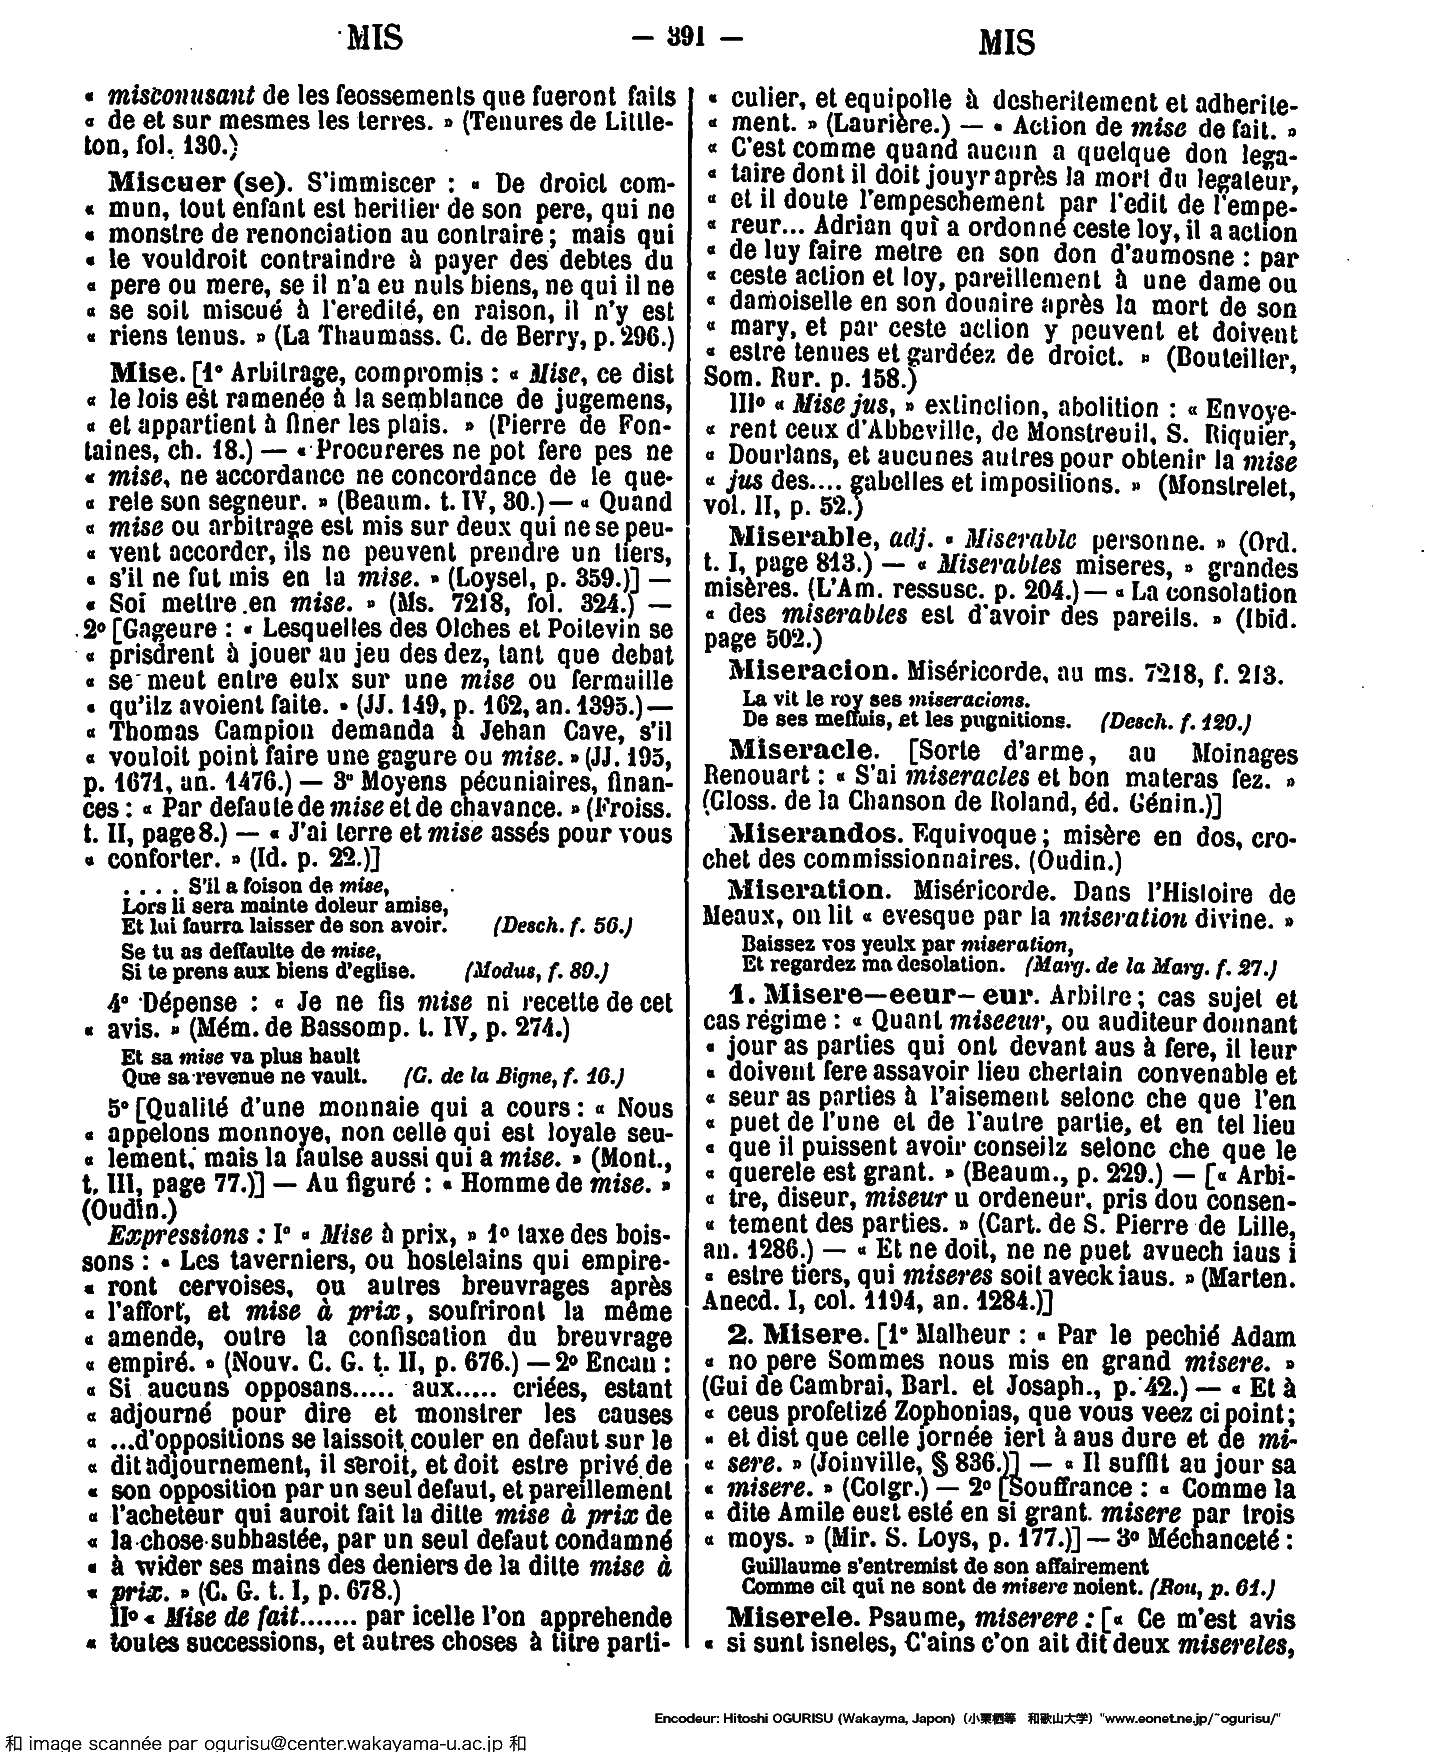 MIS
— 391 —
MIS
« misconusant de les feossements que fueront faits
« de et sur mesmes les terres. » (Tenures de Little-
ton, fol. 130.)
Miscuer (se). S'immiscer : « De droict com-
« mun, tout enfant est heritier de son pere, qui ne
« monstre de renonciation au contraire ; mais qui
« le vouldroit contraindre à payer des debtes du
« pere ou mere, se il n'a eu nuls biens, ne qui il ne
« se soit miscué à l'eredité, en raison, il n'y est
« riens tenus. » (La Thaumass. C. de Berry, p. 296.)
Mise. [1° Arbitrage, compromis : « Mise, ce dist
« le lois est ramenée à la semblance de jugemens,
« et appartient à finer les plais. » (Pierre de Fon-
taines, ch. 18.) — « Procureres ne pot fere pes ne
« mise, ne accordance ne concordance de le que-
« rele son segneur. » (Beaum. t. IV, 30.) — « Quand
« mise ou arbitrage est mis sur deux qui ne se peu-
« vent accorder, ils ne peuvent prendre un tiers,
« s'il ne fut mis en la mise. » (Loysel, p. 359.)] —
« Soi mettre en mise. » (Ms. 7218, fol. 324.) —
2° [Gageure : « Lesquelles des Olches et Poitevin se
« prisdrent à jouer au jeu des dez, tant que debat
« se meut entre eulx sur une mise ou fermaille
« qu'ilz avoient faite. » (JJ. 149, p. 162, an. 1395.) —
« Thomas Campion demanda à Jehan Cave, s'il
« vouloit point faire une gagure ou mise. » (JJ. 195,
p. 1671, an. 1476.) — 3° Moyens pécuniaires, finan-
ces : « Par defaute de mise et de chavance. » (Froiss.
t. II, page 8.) — « J'ai terre et mise assés pour vous
« conforter. » (Id. p. 22.)]
. . . . S'il a foison de mise,
Lors li sera mainte doleur amise,
Et lui faurra laisser de son avoir. (Desch. f. 56.)
Se tu as deffaulte de mise,
Si te prens aux biens d'eglise. (Modus, f. 89.)
4° Dépense : « Je ne fis mise ni recette de cet
« avis. » (Mém. de Bassomp. t. IV, p. 274.)
Et sa mise va plus hault
Que sa revenue ne vault. (G. de la Bigne, f. 16.)
5° [Qualité d'une monnaie qui a cours : « Nous
« appelons monnoye, non celle qui est loyale seu-
« lement, mais la faulse aussi qui a mise. » (Mont.,
t. III, page 77.)] — Au figuré : « Homme de mise. »
(Oudin.)
Expressions : I° « Mise à prix, » 1° taxe des bois-
sons : « Les taverniers, ou hostelains qui empire-
« ront cervoises, ou autres breuvrages après
« l'affort, et mise à prix, soufriront la même
« amende, outre la confiscation du breuvrage
« empiré. » (Nouv. C. G. t. II, p. 676.) — 2° Encan :
« Si aucuns opposans..... aux..... criées, estant
« adjourné pour dire et monstrer les causes
« ...d'oppositions se laissoit couler en defaut sur le
« dit adjournement, il seroit, et doit estre privé de
« son opposition par un seul defaut, et pareillement
« l'acheteur qui auroit fait la ditte mise à prix de
« la chose subhastée, par un seul defaut condamné
« à wider ses mains des deniers de la ditte mise à
« prix. » (C. G. t. I, p. 678.)
II° « Mise de fait....... par icelle l'on apprehende
« toutes successions, et autres choses à titre parti-
« culier, et equipolle à desheritement et adherite-
« ment. » (Laurière.) — « Action de mise de fait. »
« C'est comme quand aucun a quelque don lega-
« taire dont il doit jouyr après la mort du legateur,
« et il doute l'empeschement par l'edit de l'empe-
« reur... Adrian qui a ordonné ceste loy, il a action
« de luy faire metre en son don d'aumosne : par
« ceste action et loy, pareillement à une dame ou
« damoiselle en son douaire après la mort de son
« mary, et par ceste action y peuvent et doivent
« estre tenues et gardéez de droict. » (Bouteiller,
Som. Rur. p. 158.)
III° « Mise jus, » extinction, abolition : « Envoye-
« rent ceux d'Abbeville, de Monstreuil, S. Riquier,
« Dourlans, et aucunes autres pour obtenir la mise
« jus des.... gabelles et impositions. » (Monstrelet,
vol. II, p. 52.)
Miserable, adj. « Miserable personne. » (Ord.
t. I, page 813.) — « Miserables miseres, » grandes
misères. (L'Am. ressusc. p. 204.) — « La consolation
« des miserables est d'avoir des pareils. » (Ibid.
page 502.)
Miseracion. Miséricorde, au ms. 7218, f. 213.
La vit le roy ses miseracions.
De ses meffuis, et les pugnitions. (Desch. f. 120.)
Miseracle. [Sorte d'arme, au Moinages
Renouart : « S'ai miseracles et bon materas fez. »
(Gloss. de la Chanson de Roland, éd. Génin.)]
Miserandos. Equivoque ; misère en dos, cro-
chet des commissionnaires. (Oudin.)
Miseration. Miséricorde. Dans l'Histoire de
Meaux, on lit « evesque par la miseration divine. »
Baissez vos yeulx par miseration,
Et regardez ma desolation. (Marg. de la Marg. f. 27.)
1. Misere—eeur— eur. Arbitre ; cas sujet et
cas régime : « Quant miseeur, ou auditeur donnant
« jour as parties qui ont devant aus à fere, il leur
« doivent fere assavoir lieu chertain convenable et
« seur as parties à l'aisement selonc che que l'en
« puet de l'une et de l'autre partie, et en tel lieu
« que il puissent avoir conseilz selonc che que le
« querele est grant. » (Beaum., p. 229.) — [« Arbi-
« tre, diseur, miseur u ordeneur, pris dou consen-
« tement des parties. » (Cart. de S. Pierre de Lille,
an. 1286.) — « Et ne doit, ne ne puet avuech iaus i
« estre tiers, qui miseres soit aveck iaus. » (Marten.
Anecd. I, col. 1194, an. 1284.)]
2. Misere. [1° Malheur : « Par le pechié Adam
« no pere Sommes nous mis en grand misere. »
(Gui de Cambrai, Barl. et Josaph., p. 42.) — « Et à
« ceus profetizé Zophonias, que vous veez ci point ;
« et dist que celle jornée iert à aus dure et de mi-
« sere. » (Joinville, § 836.)] — « Il suffit au jour sa
« misere. » (Cotgr.) — 2° [Souffrance : « Comme la
« dite Amile eust esté en si grant. misere par trois
« moys. » (Mir. S. Loys, p. 177.)] — 3° Méchanceté :
Guillaume s'entremist de son affairement
Comme cil qui ne sont de misere noient. (Rou, p. 61.)
Miserele. Psaume, miserere : [« Ce m'est avis
« si sunt isneles, C'ains c'on ait dit deux misereles,
Encodeur: Hitoshi OGURISU (Wakayma, Japon) (小栗栖等 和歌山大学) "www.eonet.ne.jp/~ogurisu/"
和 image scannée par ogurisu@center.wakayama-u.ac.jp 和